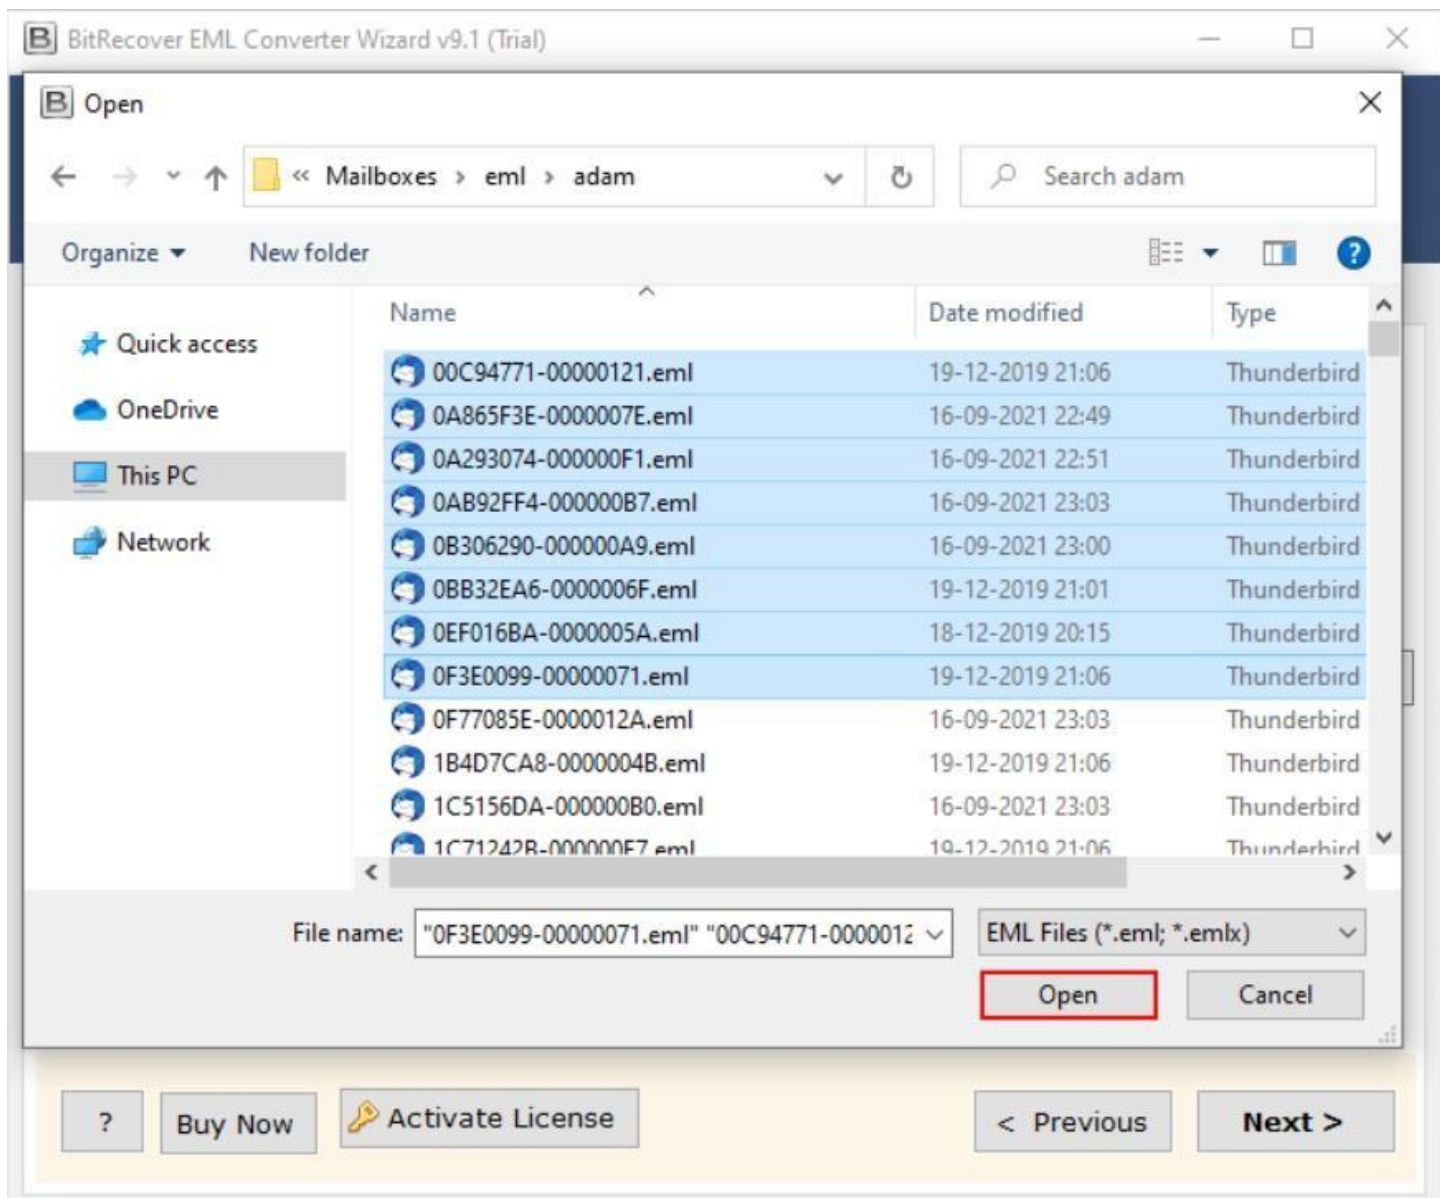 BitRecover EML Converter Wizard v9.1 (Trial)
Open
« Mailboxes > eml > adam
Search adam
Organize
New folder
Name
Date modified
Type
Quick access
OneDrive
This PC
Network
00C94771-00000121.eml 19-12-2019 21:06 Thunderbird
0A865F3E-0000007E.eml 16-09-2021 22:49 Thunderbird
0A293074-000000F1.eml 16-09-2021 22:51 Thunderbird
0AB92FF4-000000B7.eml 16-09-2021 23:03 Thunderbird
0B306290-000000A9.eml 16-09-2021 23:00 Thunderbird
0BB32EA6-0000006F.eml 19-12-2019 21:01 Thunderbird
0EF016BA-0000005A.eml 18-12-2019 20:15 Thunderbird
0F3E0099-00000071.eml 19-12-2019 21:06 Thunderbird
0F77085E-0000012A.eml 16-09-2021 23:03 Thunderbird
1B4D7CA8-0000004B.eml 19-12-2019 21:06 Thunderbird
1C5156DA-000000B0.eml 16-09-2021 23:03 Thunderbird
19-12-2019 21:06 Thunderbird
File name: "0F3E0099-00000071.eml" "00C94771-0000012
EML Files (*.eml; *.emlx)
Open
Cancel
?
Buy Now
Activate License
< Previous
Next >